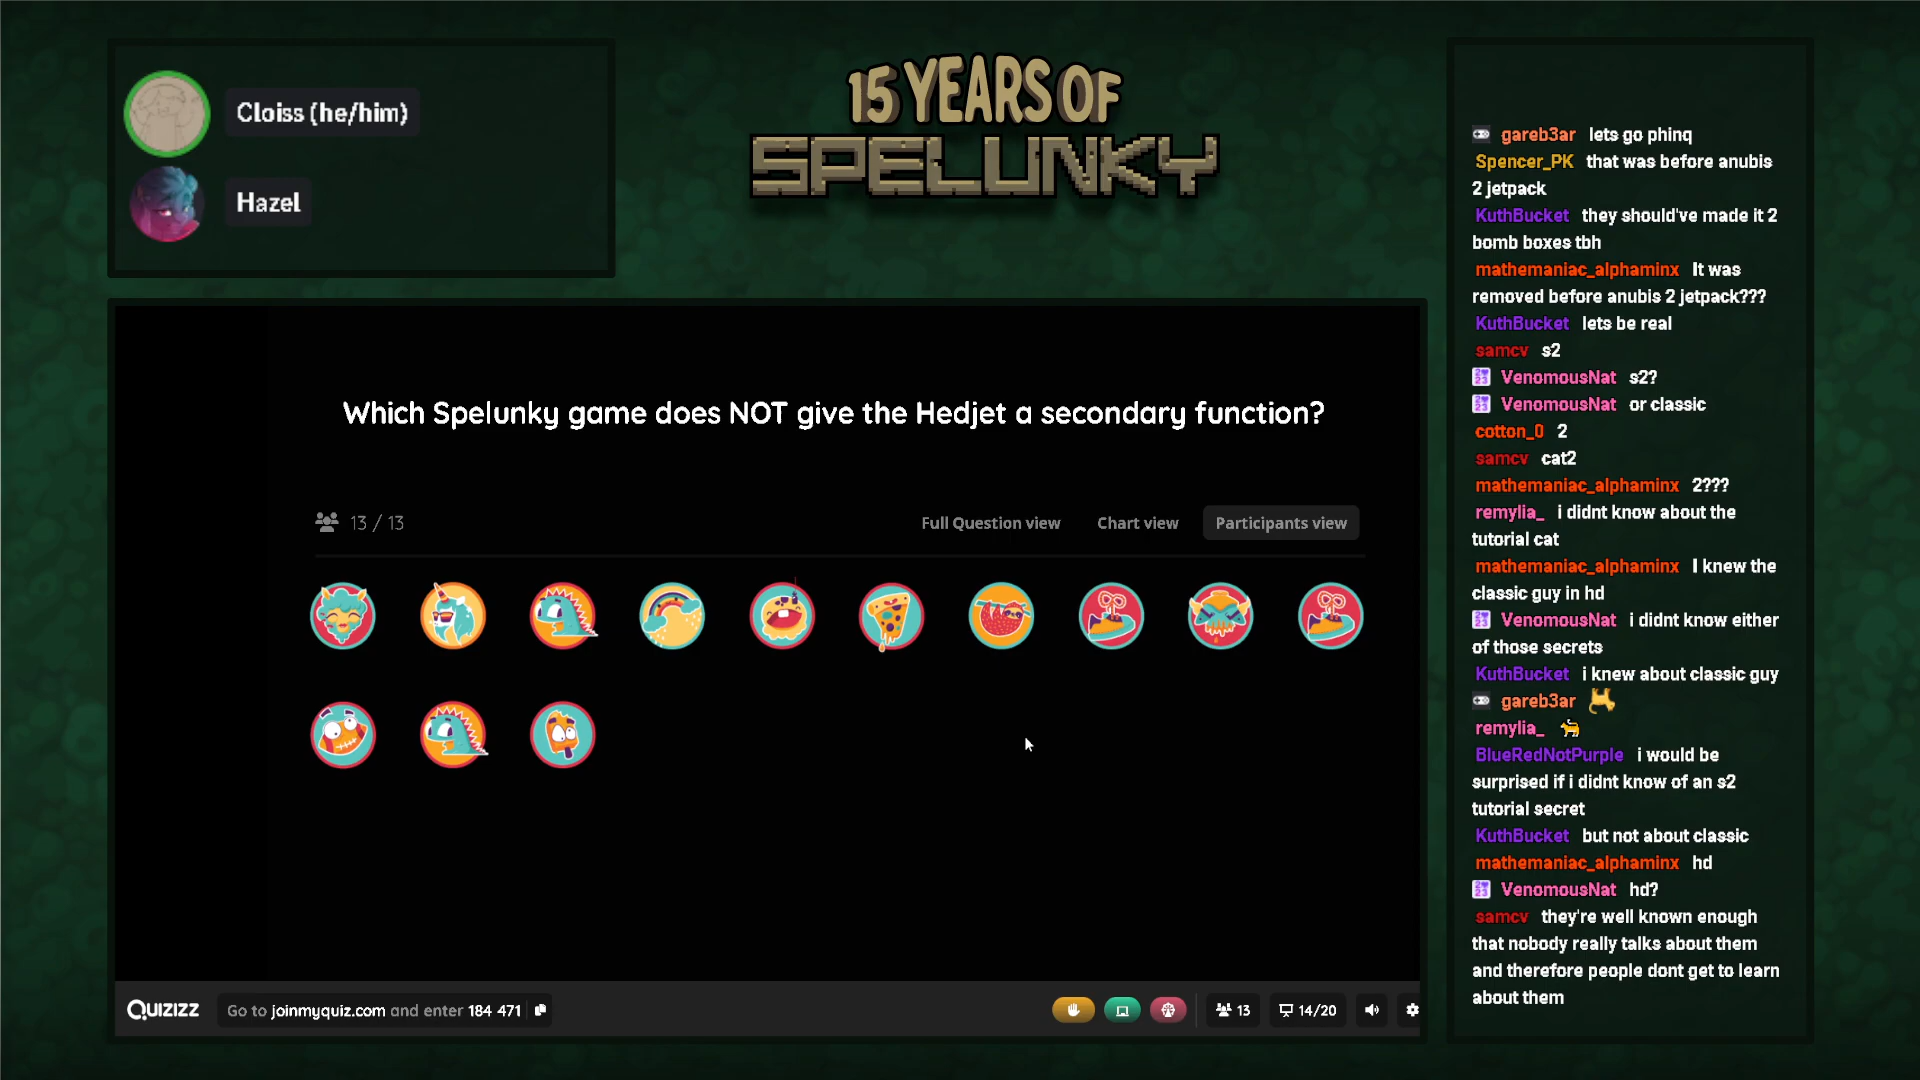 Cloiss (he/him)
Hazel
15 YEARS OF
SPELUNKY
Which Spelunky game does NOT give the Hedjet a secondary function?
13 / 13
Full Question view
Chart view
Participants view
QUIZIZZ
Go to joinmyquiz.com and enter 184 471
13
14/20
gareb3ar lets go phinq
Spencer_PK that was before anubis
2 jetpack
KuthBucket they should've made it 2
bomb boxes tbh
mathemaniac_alphaminx It was
removed before anubis 2 jetpack???
KuthBucket lets be real
samcv s2
VenomousNat s2?
VenomousNat or classic
cotton_0 2
samcv cat2
mathemaniac_alphaminx 2???
remylia_ i didnt know about the
tutorial cat
mathemaniac_alphaminx I knew the
classic guy in hd
VenomousNat i didnt know either
of those secrets
KuthBucket i knew about classic guy
gareb3ar
remylia_
BlueRedNotPurple i would be
surprised if i didnt know of an s2
tutorial secret
KuthBucket but not about classic
mathemaniac_alphaminx hd
VenomousNat hd?
samcv they're well known enough
that nobody really talks about them
and therefore people dont get to learn
about them